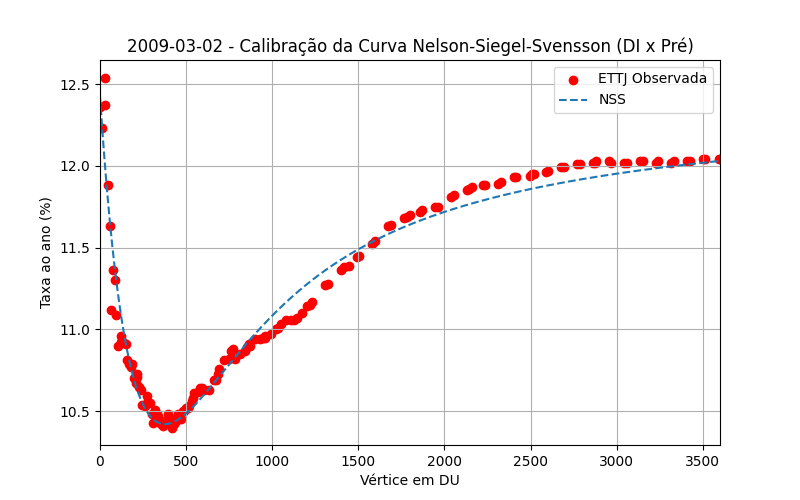 2009-03-02 - Calibração da Curva Nelson-Siegel-Svensson (DI x Pré)
ETTJ Observada
NSS
Taxa ao ano (%)
12.5
12.0
11.5
11.0
10.5
0 500 1000 1500 2000 2500 3000 3500
Vértice em DU